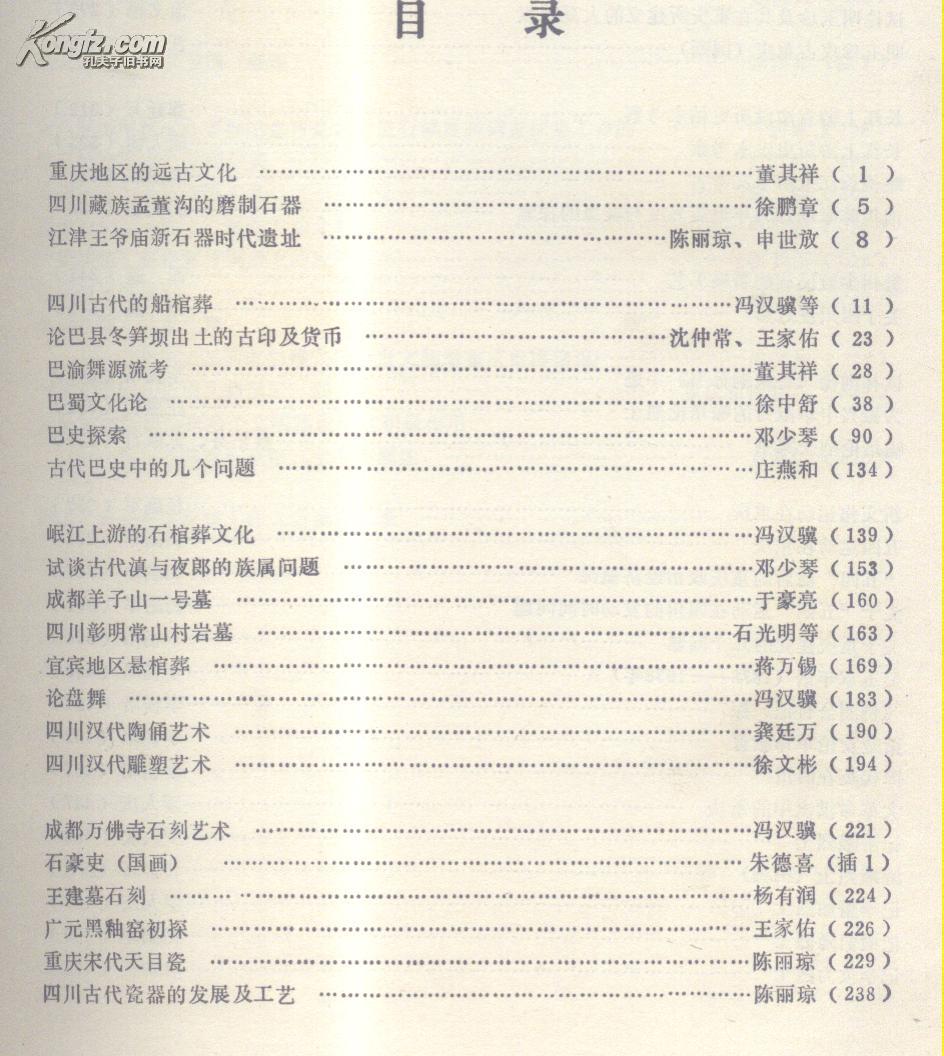 Kongfz.com
孔夫子旧书网
目 录
重庆地区的远古文化 ……………………………………………………………董其祥（ 1 ）
四川藏族孟董沟的磨制石器 ……………………………………………………徐鹏章（ 5 ）
江津王爷庙新石器时代遗址 ……………………………………………陈丽琼、申世放（ 8 ）
四川古代的船棺葬 ……………………………………………………………冯汉骥等（ 11 ）
论巴县冬笋坝出土的古印及货币 ……………………………………沈仲常、王家佑（ 23 ）
巴渝舞源流考 …………………………………………………………………董其祥（ 28 ）
巴蜀文化论 ……………………………………………………………………徐中舒（ 38 ）
巴史探索 ………………………………………………………………………邓少琴（ 90 ）
古代巴史中的几个问题 ………………………………………………………庄燕和（134）
岷江上游的石棺葬文化 ………………………………………………………冯汉骥（139）
试谈古代滇与夜郎的族属问题 ………………………………………………邓少琴（153）
成都羊子山一号墓 ……………………………………………………………于豪亮（160）
四川彰明常山村岩墓 …………………………………………………………石光明等（163）
宜宾地区悬棺葬 ………………………………………………………………蒋万锡（169）
论盘舞 …………………………………………………………………………冯汉骥（183）
四川汉代陶俑艺术 ……………………………………………………………龚廷万（190）
四川汉代雕塑艺术 ……………………………………………………………徐文彬（194）
成都万佛寺石刻艺术 …………………………………………………………冯汉骥（221）
石豪吏（国画） ………………………………………………………………朱德喜（插1）
王建墓石刻 ……………………………………………………………………杨有润（224）
广元黑釉窑初探 ………………………………………………………………王家佑（226）
重庆宋代天目瓷 ………………………………………………………………陈丽琼（229）
四川古代瓷器的发展及工艺 …………………………………………………陈丽琼（238）